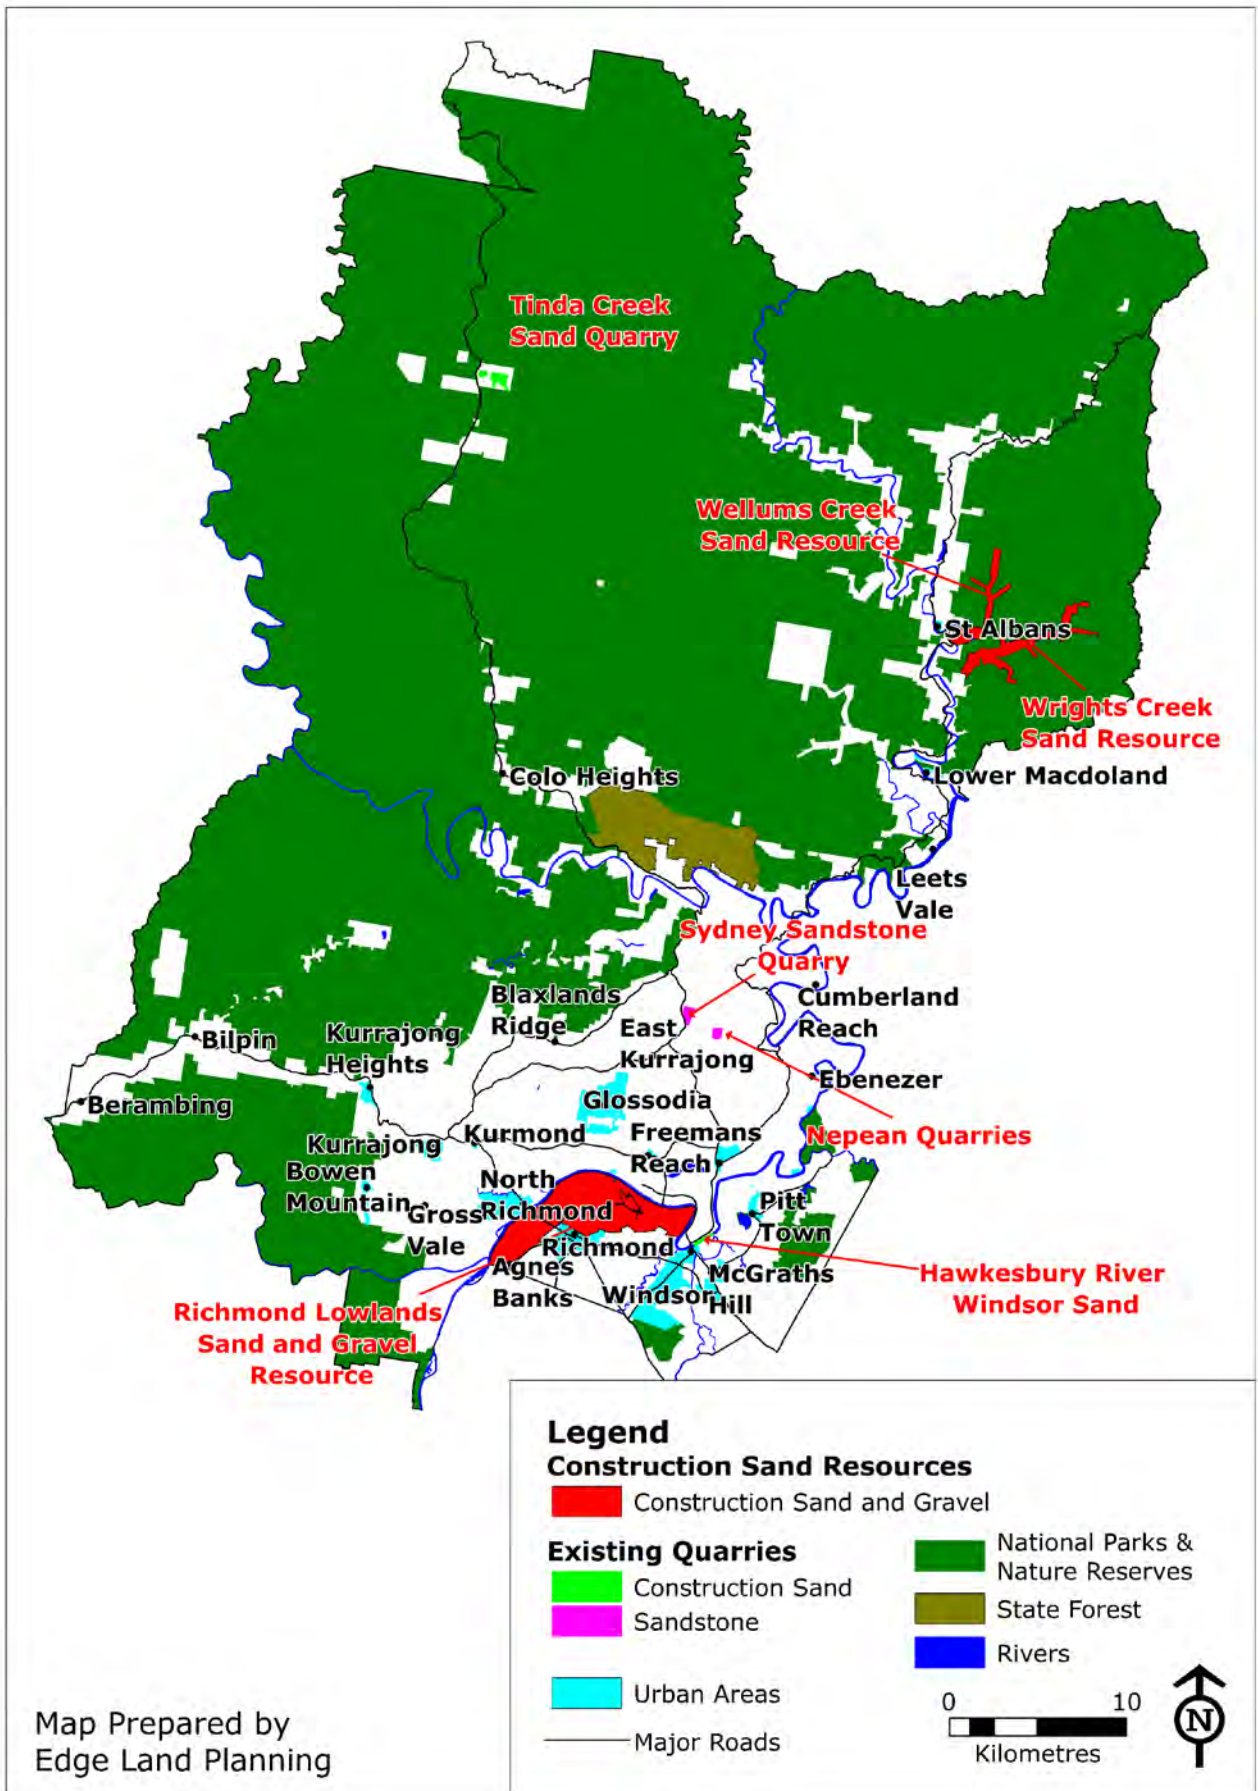 Tinda Creek
Sand Quarry
Wellums Creek
Sand Resource
St Albans
Wrights Creek
Sand Resource
Colo Heights
Lower Macdoland
Leets
Vale
Sydney Sandstone
Quarry
Blaxlands
Ridge
Cumberland
Reach
East
Kurrajong
Bilpin
Kurrajong
Heights
Ebenezer
Berambing
Glossodia
Nepean Quarries
Kurrajong
Kurmond
Freemans
Reach
Bowen
Mountain
North
Richmond
Gross
Vale
Pitt
Town
Richmond
Agnes
Banks
McGraths
Hill
Windsor
Hawkesbury River
Windsor Sand
Richmond Lowlands
Sand and Gravel
Resource
Legend
Construction Sand Resources
Construction Sand and Gravel
Existing Quarries
Construction Sand
Sandstone
Urban Areas
Major Roads
National Parks &
Nature Reserves
State Forest
Rivers
0 10
Kilometres
N
Map Prepared by
Edge Land Planning